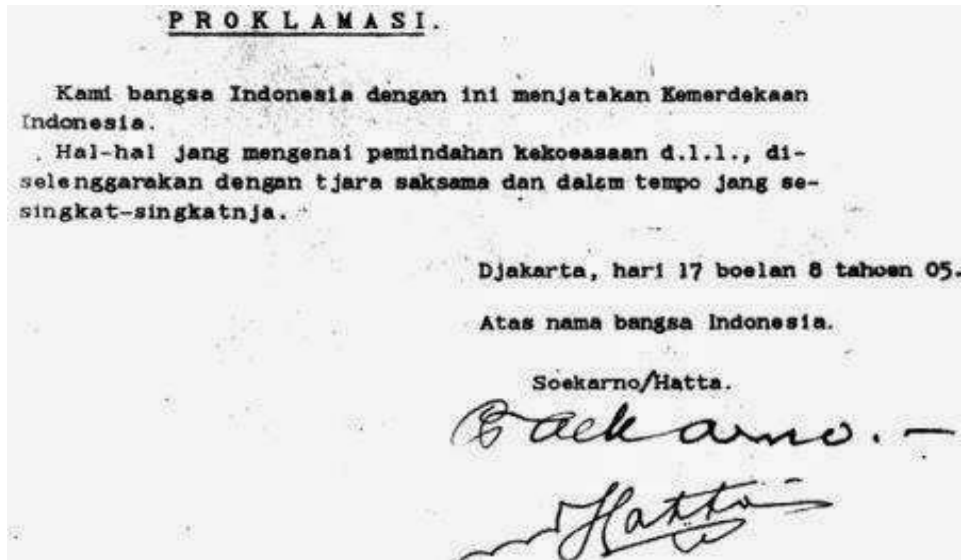 PROKLAMASI.
Kami bangsa Indonesia dengan ini menjatakan Kemerdekaan
Indonesia.
Hal-hal jang mengenai pemindahan kekoeasaan d.l.l., di-
selenggarakan dengan tjara saksama dan dalam tempo jang se-
singkat-singkatnja.
Djakarta, hari 17 boelan 8 tahoen 05.
Atas nama bangsa Indonesia.
Soekarno/Hatta.
Soekarno.-
Hatta